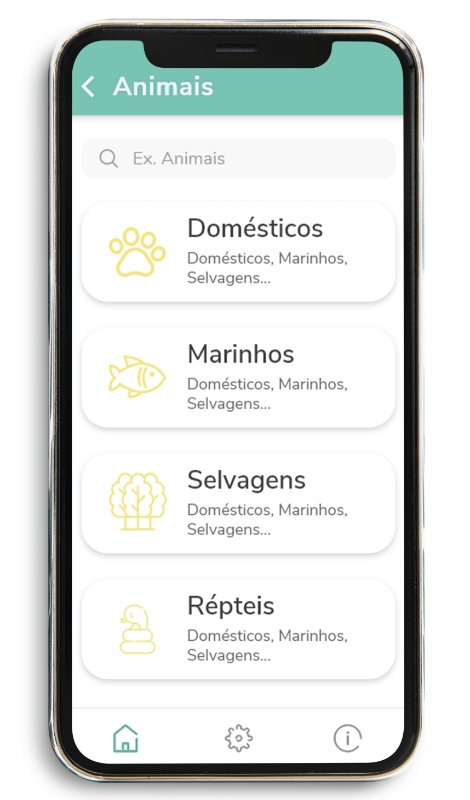 Animais
Ex. Animais
Domésticos
Domésticos, Marinhos,
Selvagens...
Marinhos
Domésticos, Marinhos,
Selvagens...
Selvagens
Domésticos, Marinhos,
Selvagens...
Répteis
Domésticos, Marinhos,
Selvagens...